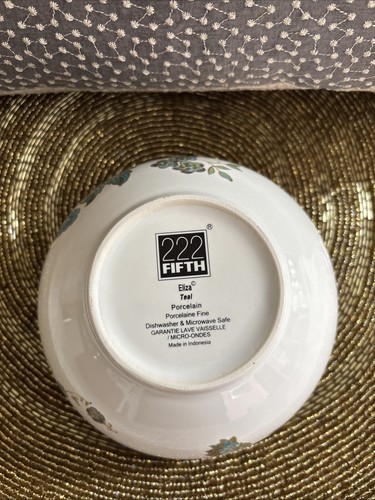 222®
FIFTH
Eliza©
Teal
Porcelain
Porcelaine Fine
Dishwasher & Microwave Safe
GARANTIE LAVE VAISSELLE
/ MICRO-ONDES
Made in Indonesia